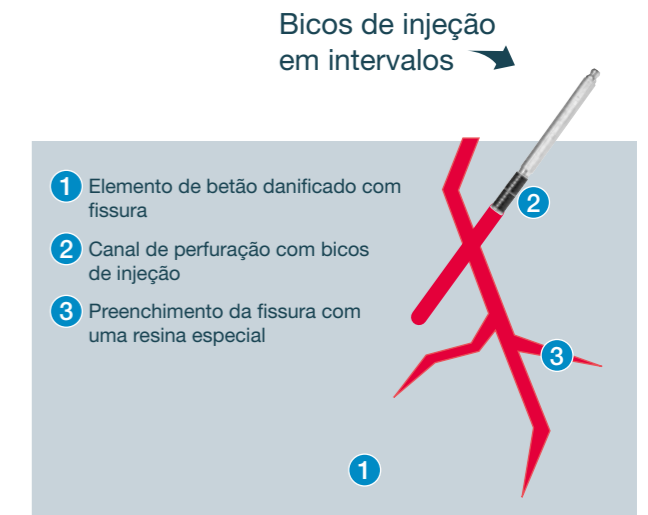 Bicos de injeção
em intervalos
1 Elemento de betão danificado com
fissura
2 Canal de perfuração com bicos
de injeção
3 Preenchimento da fissura com
uma resina especial
2
3
1